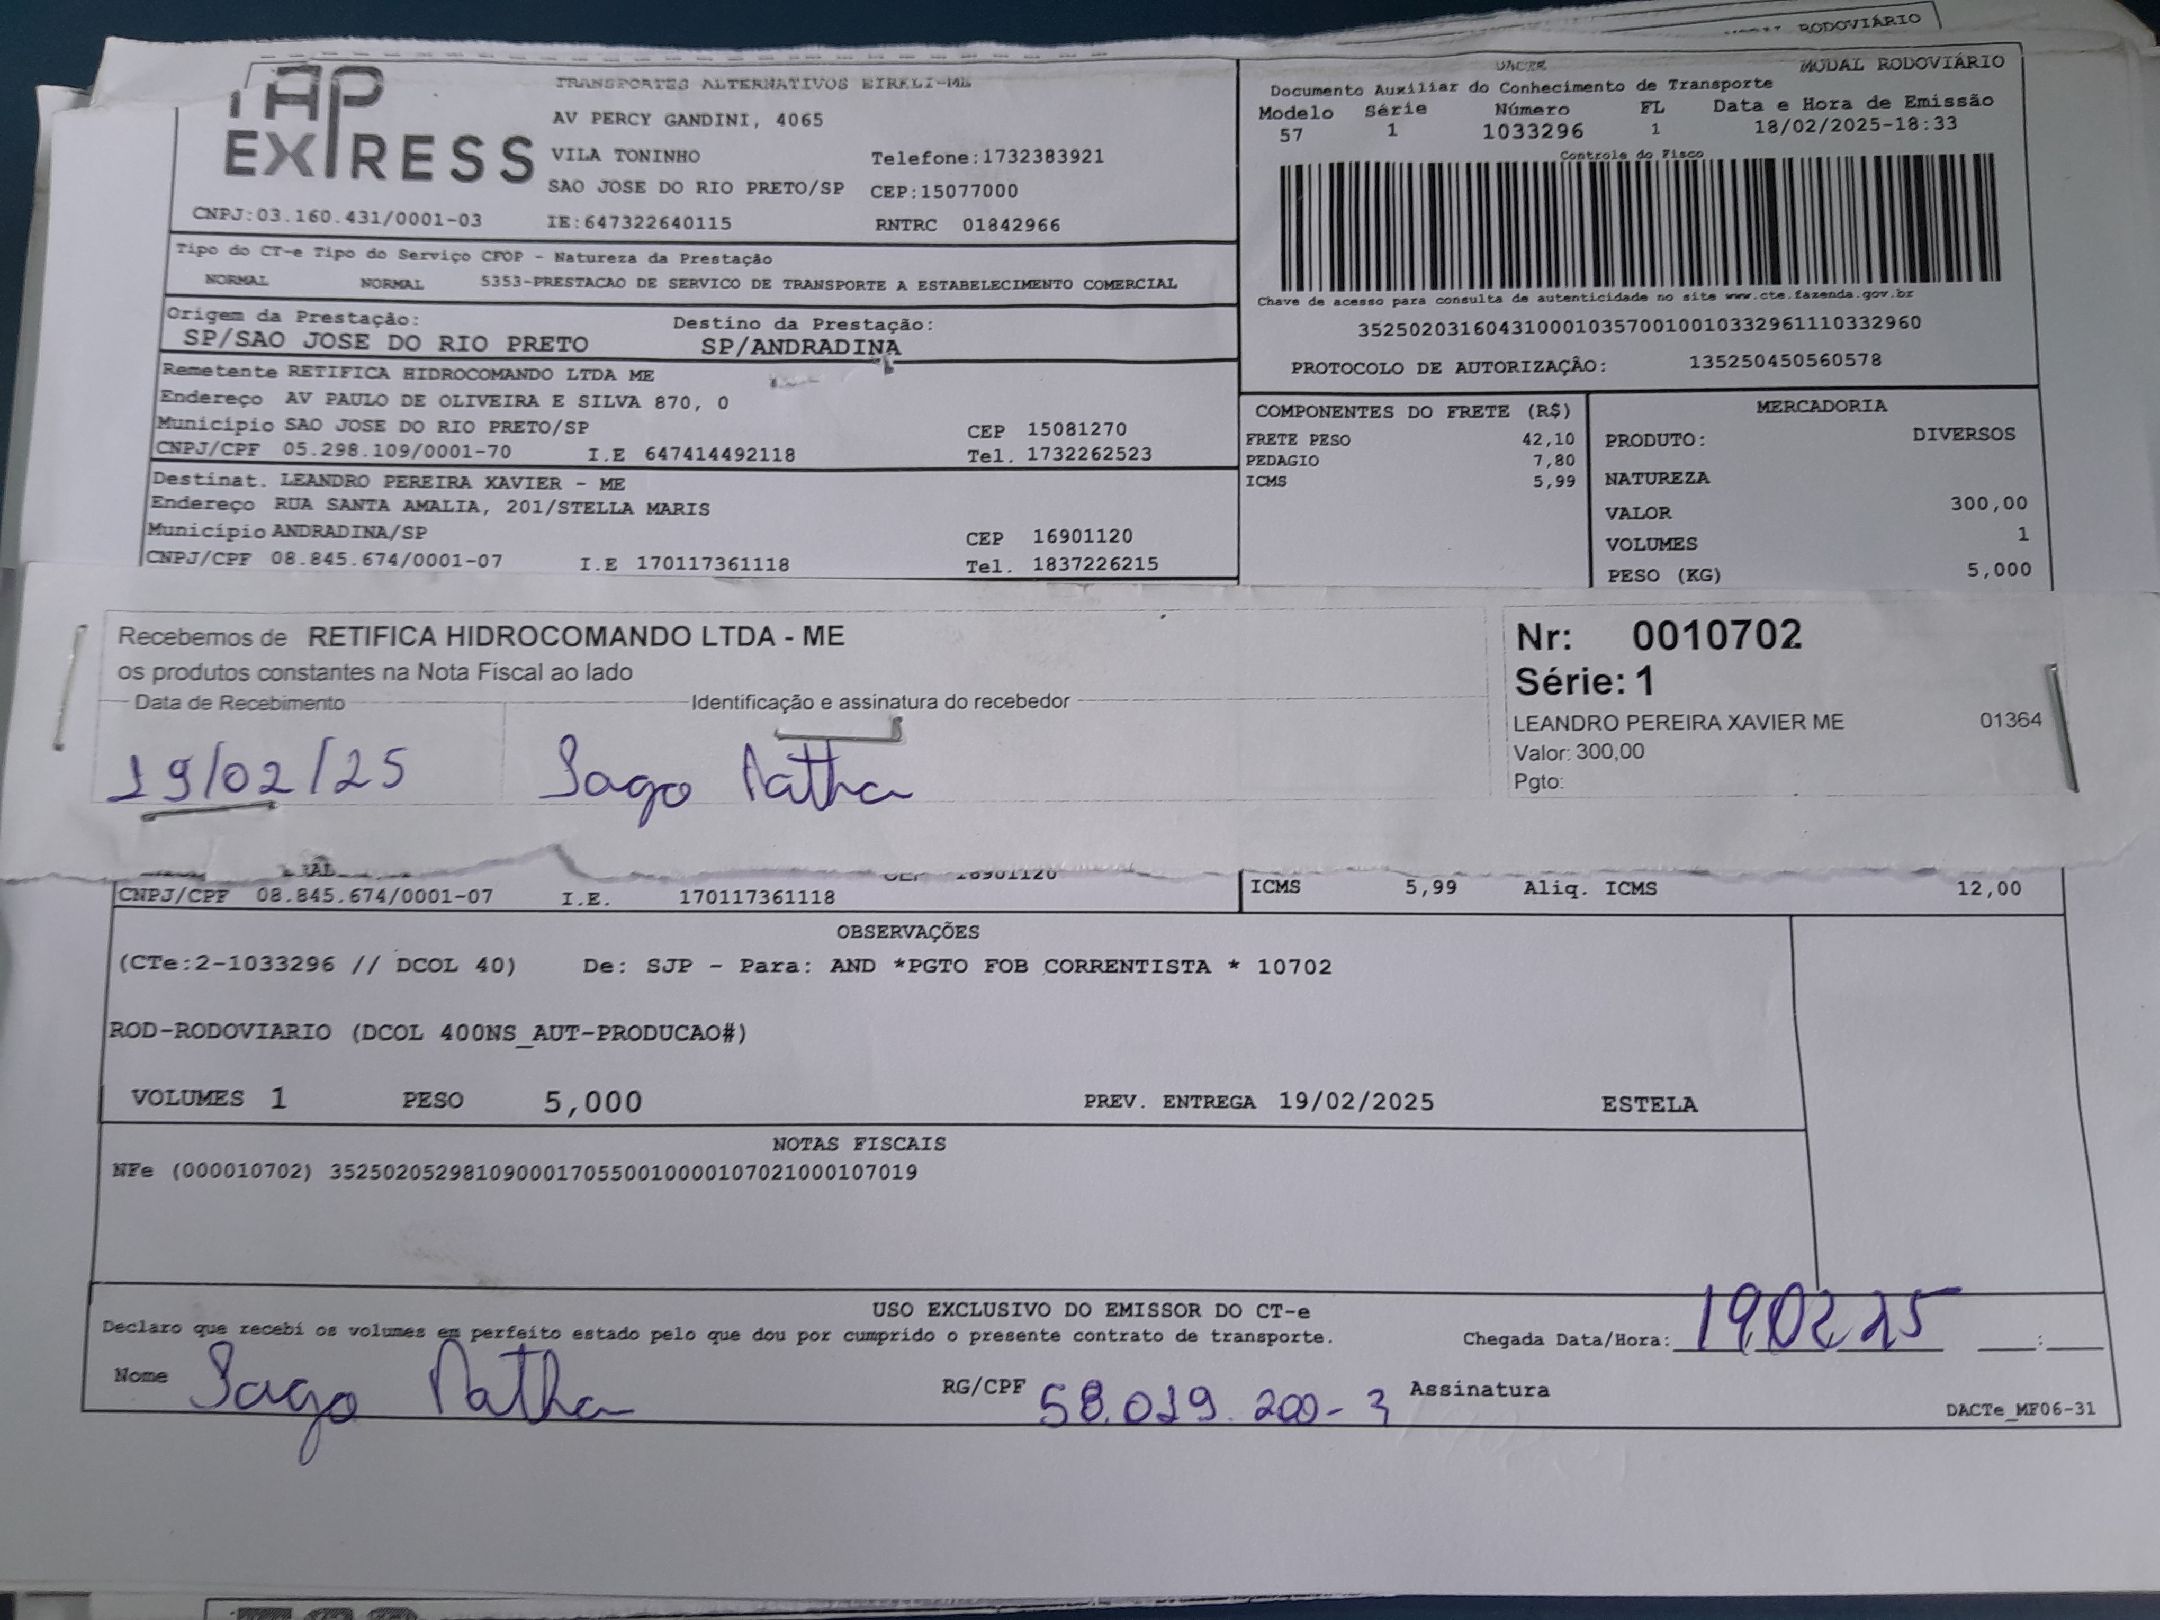 RODOVIÁRIO
TAP EXPRESS
TRANSPORTES ALTERNATIVOS EIRELI-ME
AV PERCY GANDINI, 4065
VILA TONINHO Telefone:1732383921
SAO JOSE DO RIO PRETO/SP CEP:15077000
CNPJ:03.160.431/0001-03 IE:647322640115 RNTRC 01842966
DACTE MODAL RODOVIÁRIO
Documento Auxiliar do Conhecimento de Transporte
Modelo Série Número FL Data e Hora de Emissão
57 1 1033296 1 18/02/2025-18:33
Controle do Fisco
Chave de acesso para consulta de autenticidade no site www.cte.fazenda.gov.br
35250203160431000103570010010332961110332960
PROTOCOLO DE AUTORIZAÇÃO: 135250450560578
Tipo do CT-e Tipo do Serviço CFOP - Natureza da Prestação
NORMAL NORMAL 5353-PRESTACAO DE SERVICO DE TRANSPORTE A ESTABELECIMENTO COMERCIAL
Origem da Prestação: Destino da Prestação:
SP/SAO JOSE DO RIO PRETO SP/ANDRADINA
Remetente RETIFICA HIDROCOMANDO LTDA ME
Endereço AV PAULO DE OLIVEIRA E SILVA 870, 0
Município SAO JOSE DO RIO PRETO/SP CEP 15081270
CNPJ/CPF 05.298.109/0001-70 I.E 647414492118 Tel. 1732262523
Destinat. LEANDRO PEREIRA XAVIER - ME
Endereço RUA SANTA AMALIA, 201/STELLA MARIS
Município ANDRADINA/SP CEP 16901120
CNPJ/CPF 08.845.674/0001-07 I.E 170117361118 Tel. 1837226215
COMPONENTES DO FRETE (R$)
FRETE PESO 42,10
PEDAGIO 7,80
ICMS 5,99
MERCADORIA
PRODUTO: DIVERSOS
NATUREZA
VALOR 300,00
VOLUMES 1
PESO (KG) 5,000
Recebemos de RETIFICA HIDROCOMANDO LTDA - ME
os produtos constantes na Nota Fiscal ao lado
Data de Recebimento Identificação e assinatura do recebedor
19/02/25
Nr: 0010702
Série: 1
LEANDRO PEREIRA XAVIER ME 01364
Valor: 300,00
Pgto:
CEP 16901120
CNPJ/CPF 08.845.674/0001-07 I.E. 170117361118
ICMS 5,99 Aliq. ICMS 12,00
OBSERVAÇÕES
(CTe:2-1033296 // DCOL 40) De: SJP - Para: AND *PGTO FOB CORRENTISTA * 10702
ROD-RODOVIARIO (DCOL 400NS_AUT-PRODUCAO#)
VOLUMES 1 PESO 5,000 PREV. ENTREGA 19/02/2025 ESTELA
NOTAS FISCAIS
NFe (000010702) 35250205298109000170550010000107021000107019
USO EXCLUSIVO DO EMISSOR DO CT-e
Declaro que recebi os volumes em perfeito estado pelo que dou por cumprido o presente contrato de transporte.
Chegada Data/Hora: 19 02 25 :
Nome RG/CPF 58.019.200-3 Assinatura
DACTe_MF06-31